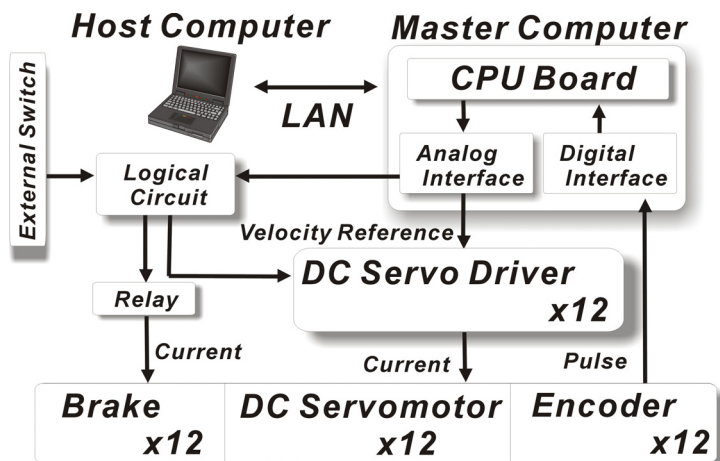 Host Computer
Master Computer
External Switch
LAN
CPU Board
Analog
Interface
Digital
Interface
Logical
Circuit
Velocity Reference
DC Servo Driver
x12
Relay
Current
Current
Pulse
Brake
x12
DC Servomotor
x12
Encoder
x12